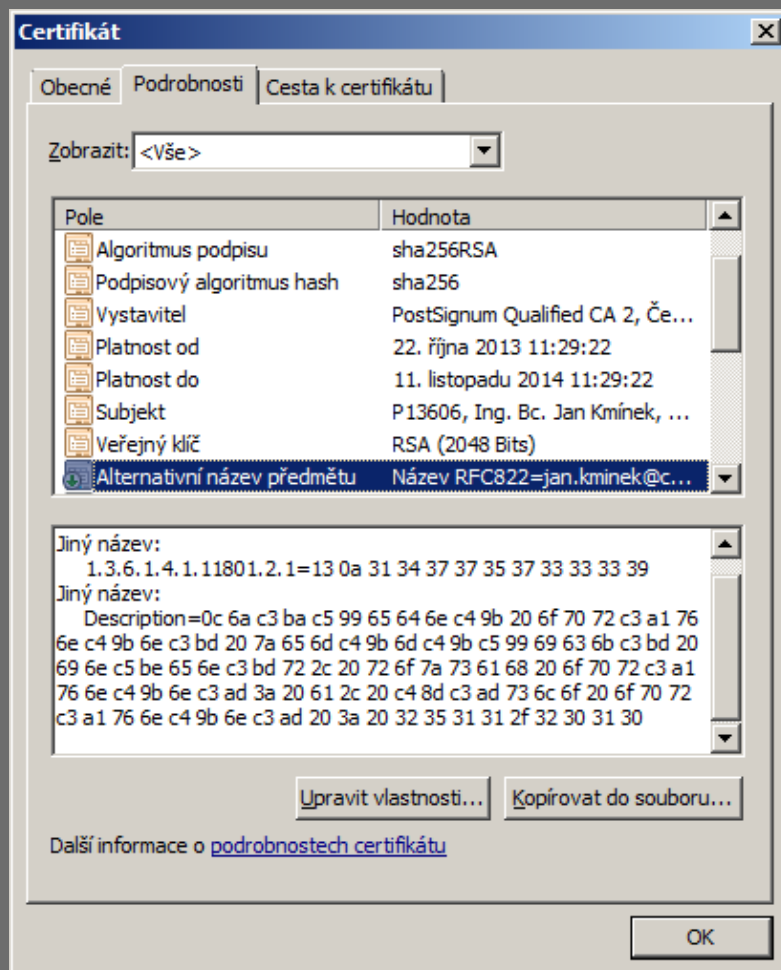 Certifikát
Obecné Podrobnosti Cesta k certifikátu
Zobrazit: <Vše>
Pole Hodnota
Algoritmus podpisu sha256RSA
Podpisový algoritmus hash sha256
Vystavitel PostSignum Qualified CA 2, Če...
Platnost od 22. října 2013 11:29:22
Platnost do 11. listopadu 2014 11:29:22
Subjekt P13606, Ing. Bc. Jan Kmínek, ...
Veřejný klíč RSA (2048 Bits)
Alternativní název předmětu Název RFC822=jan.kminek@c...
Jiný název:
1.3.6.1.4.1.11801.2.1=13 0a 31 34 37 37 35 37 33 33 33 39
Jiný název:
Description=0c 6a c3 ba c5 99 65 64 6e c4 9b 20 6f 70 72 c3 a1 76
6e c4 9b 6e c3 bd 20 7a 65 6d c4 9b 6d c4 9b c5 99 69 63 6b c3 bd 20
69 6e c5 be 65 6e c3 bd 72 2c 20 72 6f 7a 73 61 68 20 6f 70 72 c3 a1
76 6e c4 9b 6e c3 ad 3a 20 61 2c 20 c4 8d c3 ad 73 6c 6f 20 6f 70 72
c3 a1 76 6e c4 9b 6e c3 ad 20 3a 20 32 35 31 31 2f 32 30 31 30
Upravit vlastnosti... Kopírovat do souboru...
Další informace o podrobnostech certifikátu
OK